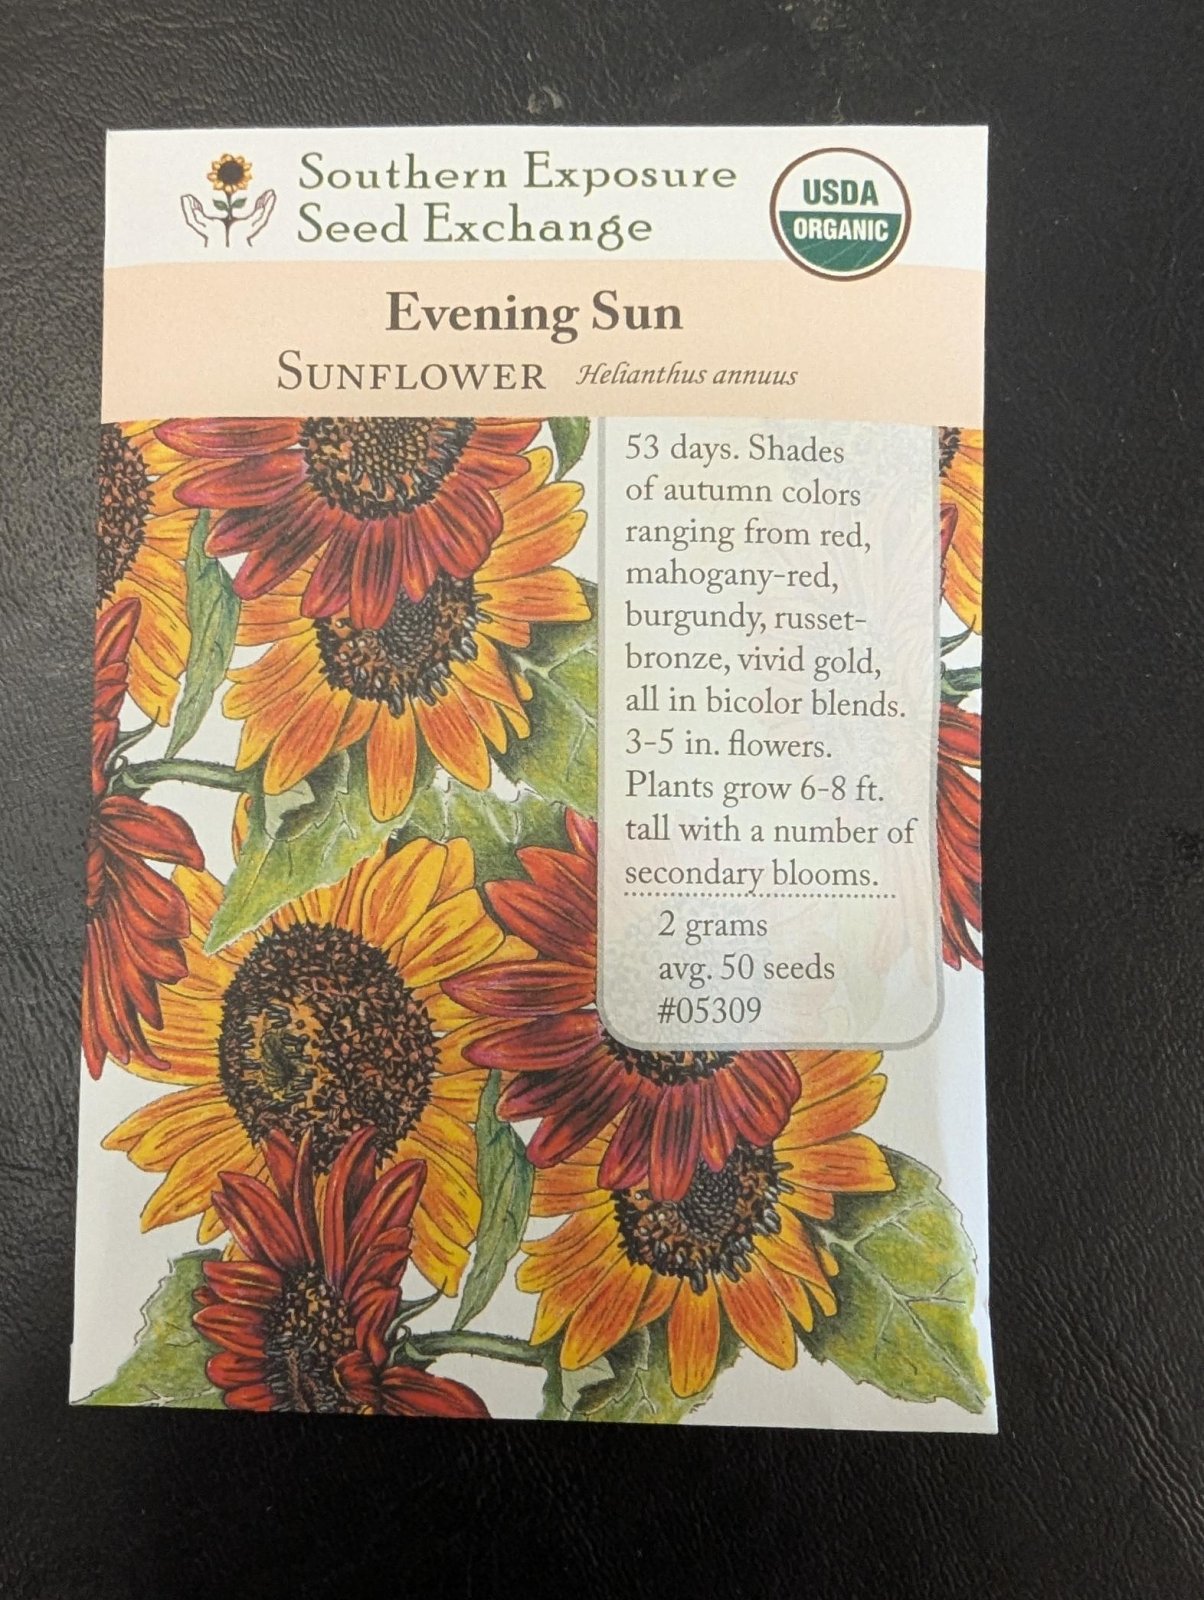 Southern Exposure
Seed Exchange
USDA
ORGANIC
Evening Sun
SUNFLOWER Helianthus annuus
53 days. Shades
of autumn colors
ranging from red,
mahogany-red,
burgundy, russet-
bronze, vivid gold,
all in bicolor blends.
3-5 in. flowers.
Plants grow 6-8 ft.
tall with a number of
secondary blooms.
2 grams
avg. 50 seeds
#05309